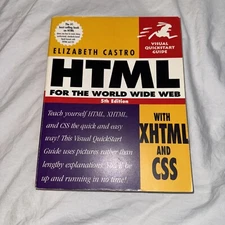 ELIZABETH CASTRO
VISUAL
QUICKSTART
GUIDE
HTML
FOR THE WORLD WIDE WEB
5th Edition
Teach yourself HTML, XHTML,
and CSS the quick and easy
way! This Visual QuickStart
Guide uses pictures rather than
lengthy explanations. You'll be
up and running in no time!
WITH
XHTML
AND
CSS